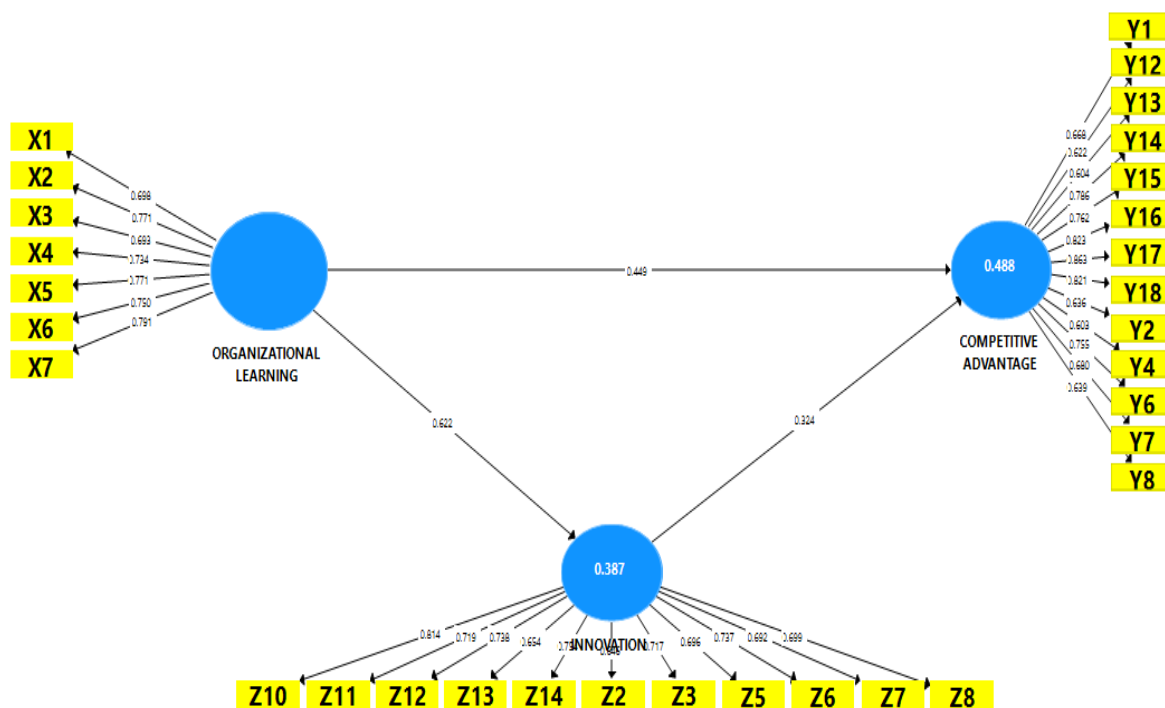 Y1
Y12
Y13
Y14
Y15
Y16
Y17
Y18
Y2
Y4
Y6
Y7
Y8
0.668
0.622
0.604
0.786
0.762
0.823
0.863
0.821
0.636
0.603
0.755
0.680
0.639
X1
X2
X3
X4
X5
X6
X7
0.698
0.771
0.693
0.734
0.771
0.750
0.791
ORGANIZATIONAL
LEARNING
0.449
0.488
COMPETITIVE
ADVANTAGE
0.622
0.324
0.387
INNOVATION
0.814
0.719
0.738
0.654
0.717
0.696
0.737
0.692
0.699
Z10
Z11
Z12
Z13
Z14
Z2
Z3
Z5
Z6
Z7
Z8